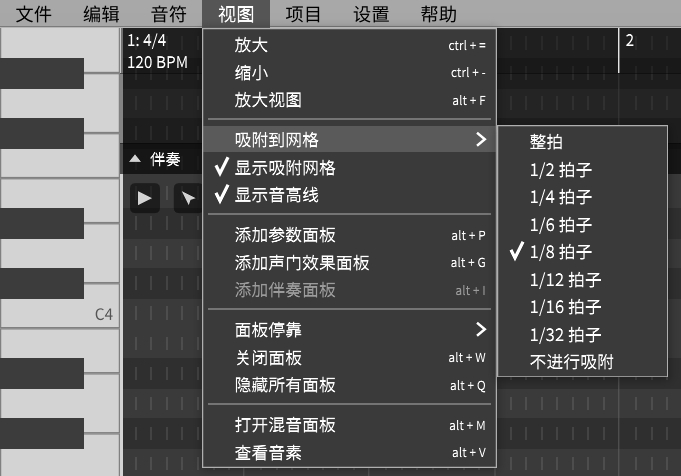 文件 编辑 音符 视图 项目 设置 帮助
1: 4/4
120 BPM
2
伴奏
C4
放大 ctrl + =
缩小 ctrl + -
放大视图 alt + F
吸附到网格
显示吸附网格
显示音高线
添加参数面板 alt + P
添加声门效果面板 alt + G
添加伴奏面板 alt + I
面板停靠
关闭面板 alt + W
隐藏所有面板 alt + Q
打开混音面板 alt + M
查看音素 alt + V
整拍
1/2 拍子
1/4 拍子
1/6 拍子
1/8 拍子
1/12 拍子
1/16 拍子
1/32 拍子
不进行吸附